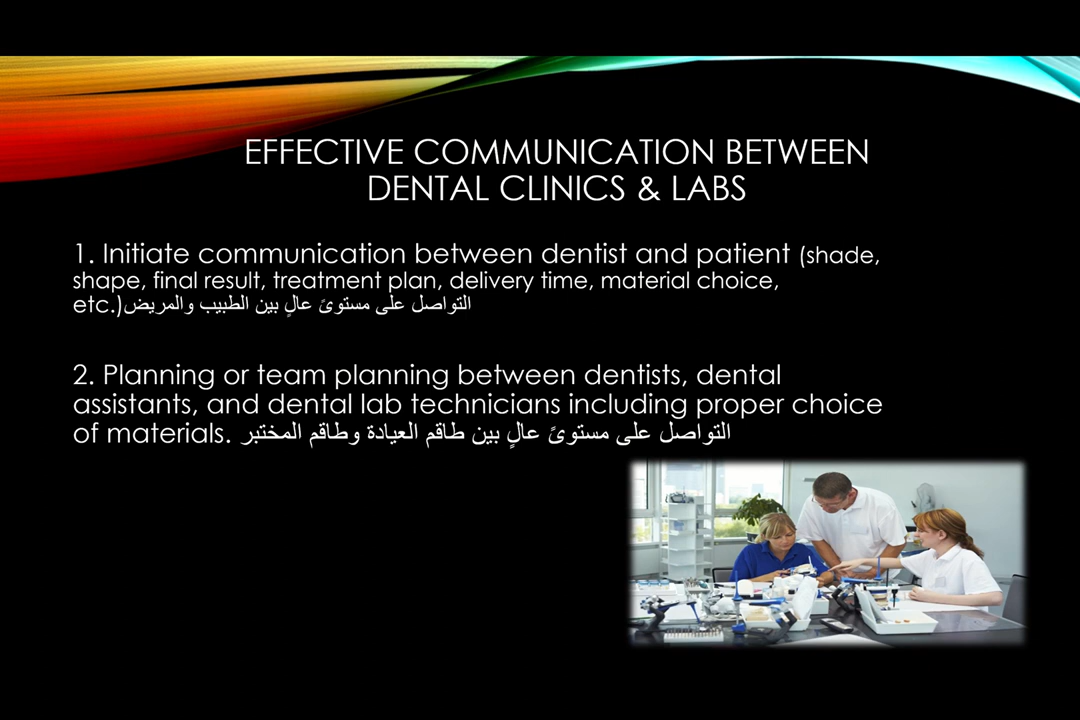 EFFECTIVE COMMUNICATION BETWEEN
DENTAL CLINICS & LABS
1. Initiate communication between dentist and patient (shade,
shape, final result, treatment plan, delivery time, material choice,
etc.)التواصل على مستوىً عالٍ بين الطبيب والمريض
2. Planning or team planning between dentists, dental
assistants, and dental lab technicians including proper choice
of materials. التواصل على مستوىً عالٍ بين طاقم العيادة وطاقم المختبر